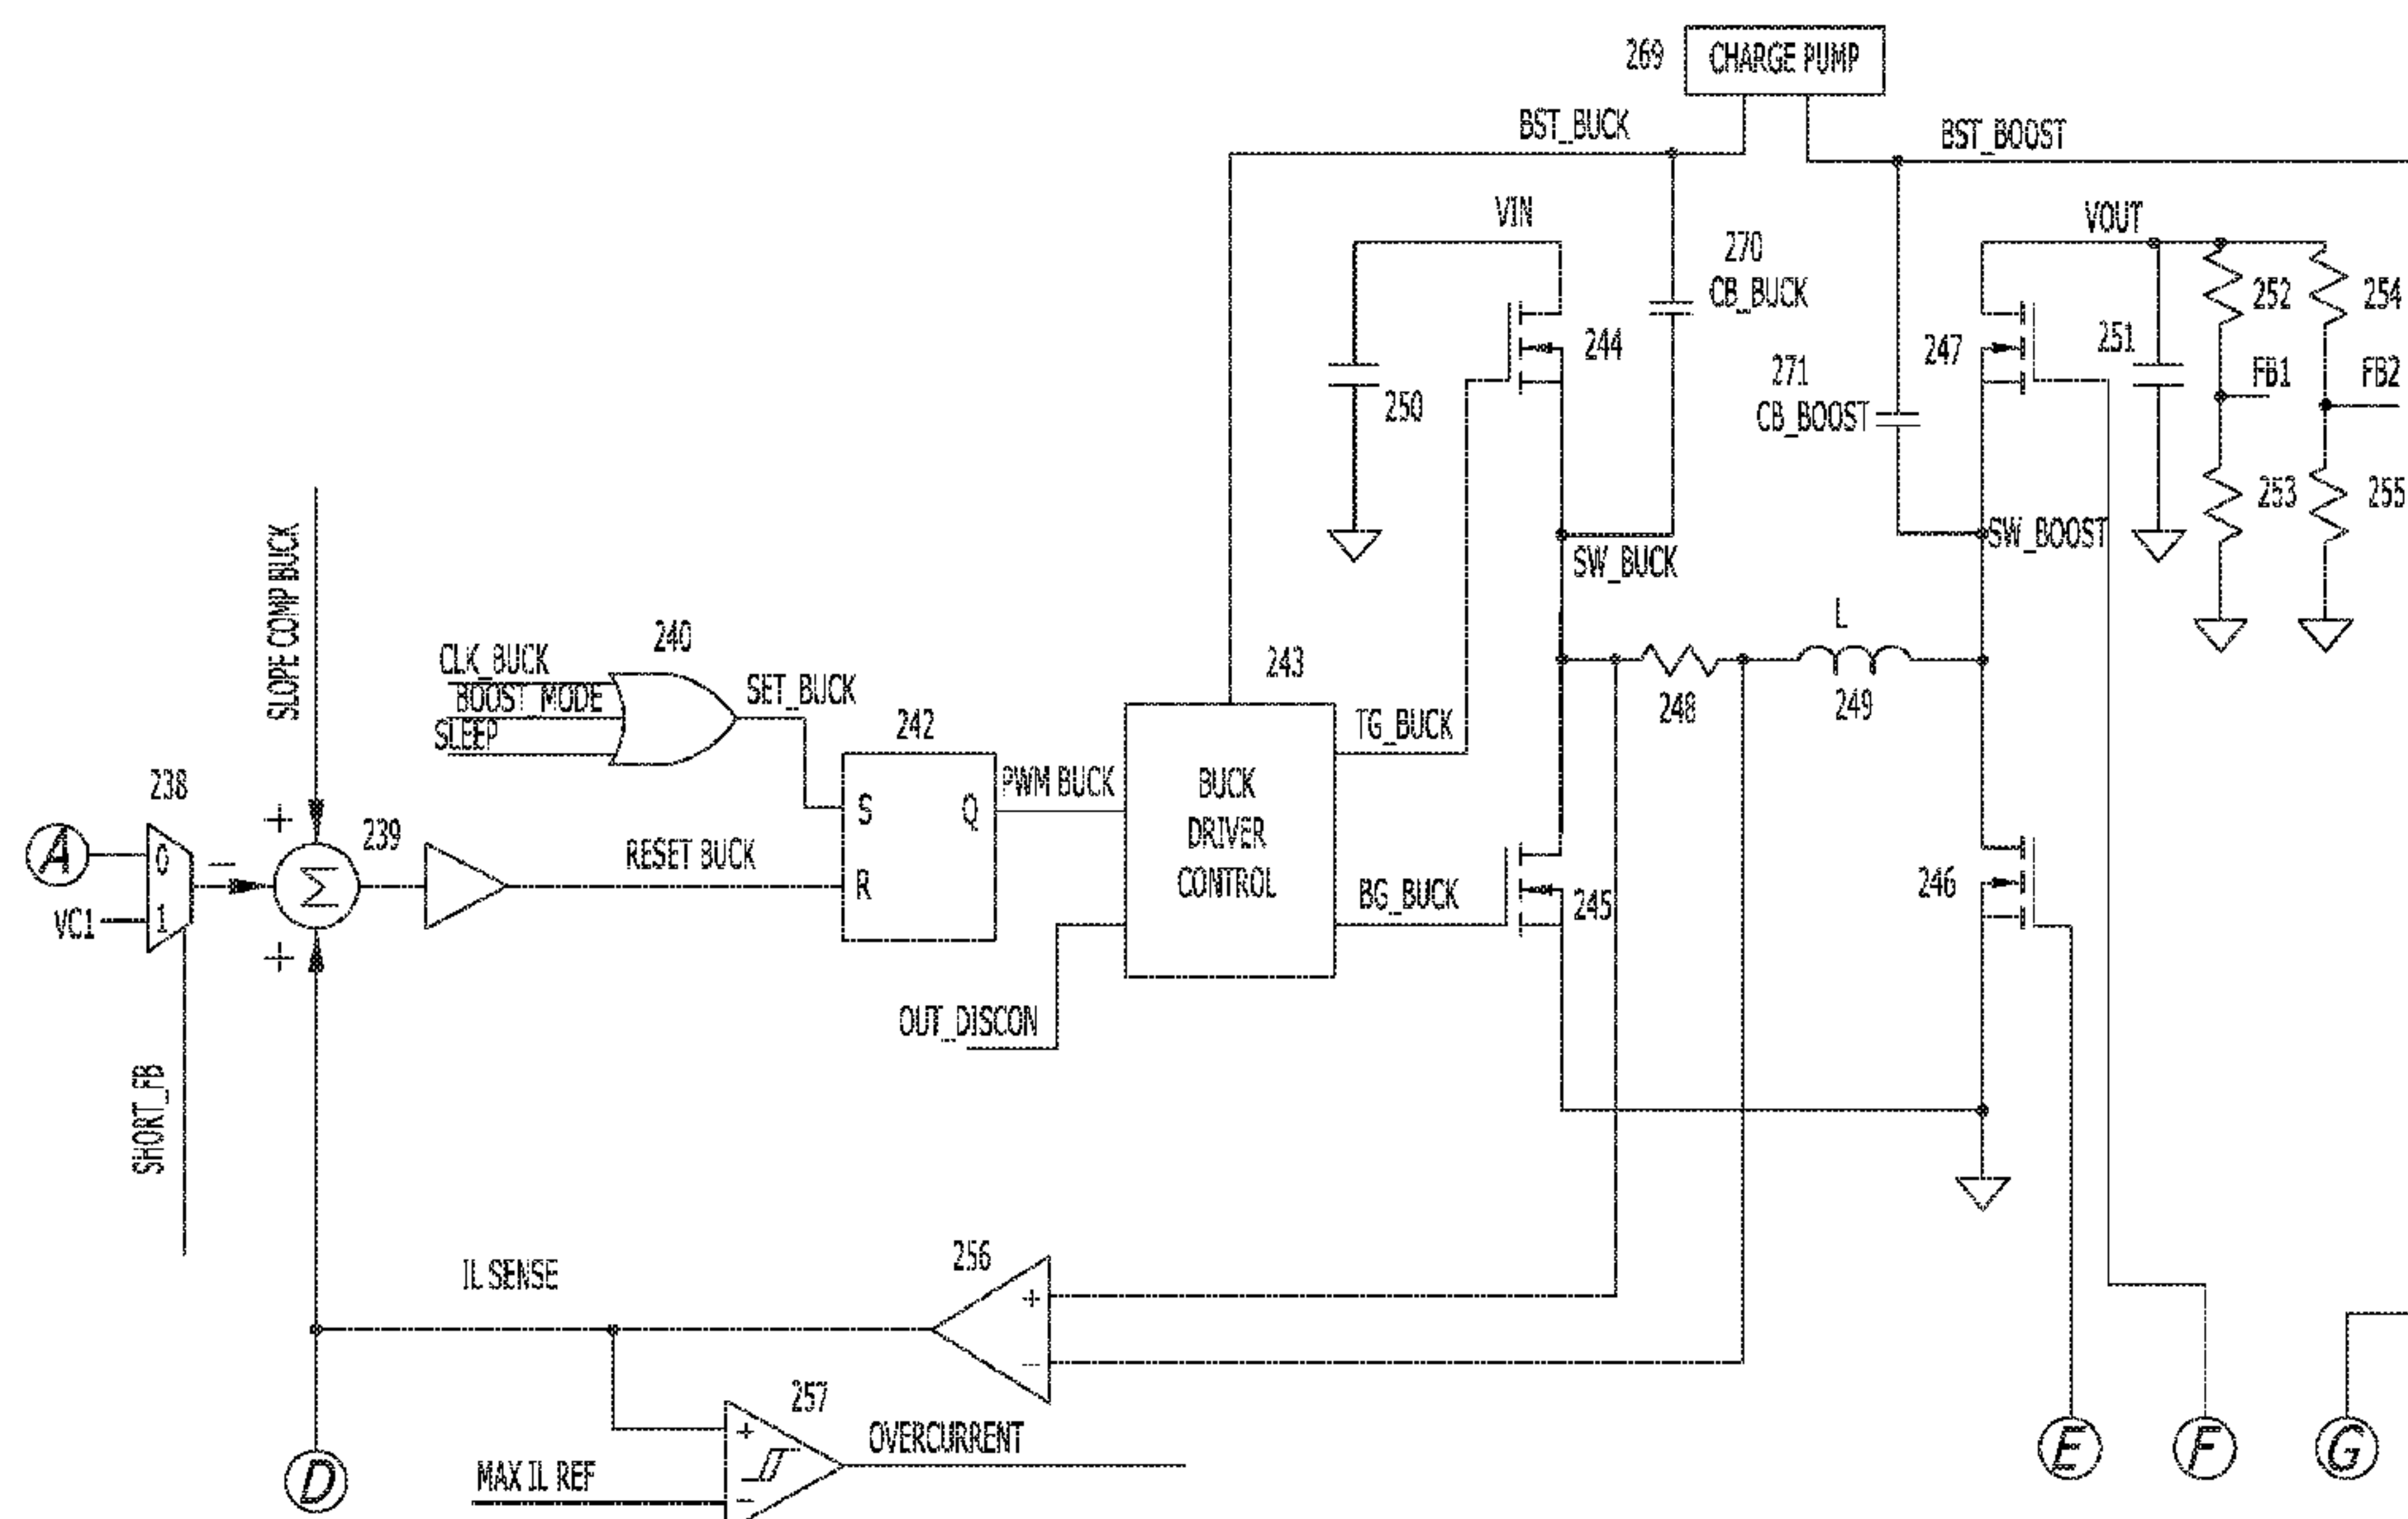 269
CHARGE PUMP
BST_BUCK
BST_BOOST
VIN
VOUT
270
CB_BUCK
252
254
244
247
251
271
CB_BOOST
FB1
FB2
250
253
255
SW_BUCK
SW_BOOST
SLOPE COMP BUCK
L
240
CLK_BUCK
BOOST_MODE
SLEEP
SET_BUCK
243
248
249
242
TG_BUCK
238
PWM BUCK
BUCK
DRIVER
CONTROL
+
239
S
Q
A
0
−
Σ
RESET BUCK
R
246
VC1
1
BG_BUCK
245
+
OUT_DISCON
SHORT_FB
IL SENSE
256
+
−
257
+
OVERCURRENT
MAX IL REF
−
D
E
F
G